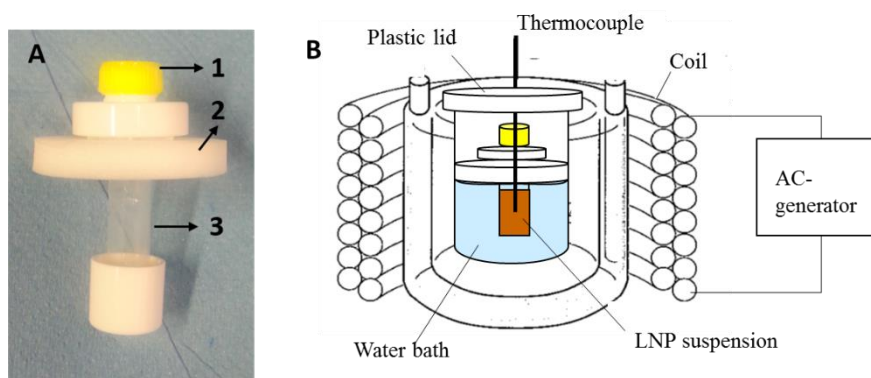 A
1
2
3
B
Thermocouple
Plastic lid
Coil
AC-
generator
Water bath
LNP suspension